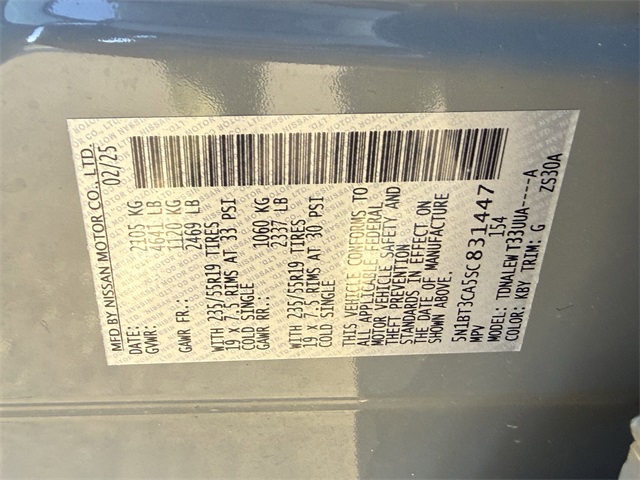 MFD BY NISSAN MOTOR CO., LTD.
DATE: 02/25
GVWR: 2105 KG
4641 LB
GAWR FR.: 1120 KG
2469 LB
WITH 235/55R19 TIRES
19 X 7.5 RIMS AT 33 PSI
COLD SINGLE
GAWR RR.: 1060 KG
2337 LB
WITH 235/55R19 TIRES
19 X 7.5 RIMS AT 30 PSI
COLD SINGLE
THIS VEHICLE CONFORMS TO
ALL APPLICABLE FEDERAL
MOTOR VEHICLE SAFETY AND
THEFT PREVENTION
STANDARDS IN EFFECT ON
THE DATE OF MANUFACTURE
SHOWN ABOVE.
5N1BT3CA5SC831447
MPV 154
MODEL: TDNALEWT33UUA----A
COLOR: KBY TRIM: G ZS30A